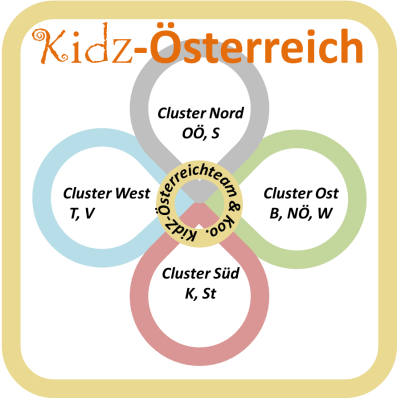 Kidz-Österreich
Cluster Nord
OÖ, S
Cluster West
T, V
KidZ-Österreichteam & Koo.
Cluster Ost
B, NÖ, W
Cluster Süd
K, St